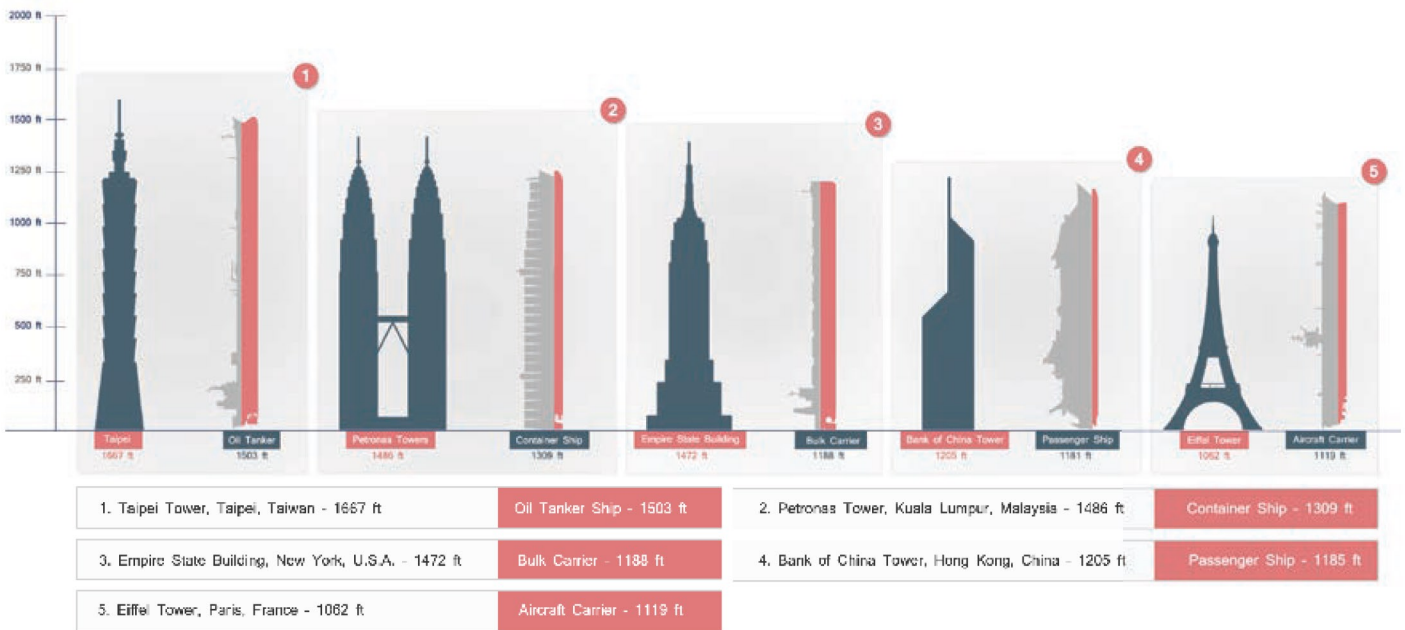 2000 ft
1750 ft
1500 ft
1250 ft
1000 ft
750 ft
500 ft
250 ft
1
2
3
4
5
Taipei
1667 ft
Oil Tanker
1503 ft
Petronas Towers
1486 ft
Container Ship
1309 ft
Empire State Building
1472 ft
Bulk Carrier
1188 ft
Bank of China Tower
1205 ft
Passenger Ship
1181 ft
Eiffel Tower
1062 ft
Aircraft Carrier
1119 ft
1. Taipei Tower, Taipei, Taiwan - 1667 ft
Oil Tanker Ship - 1503 ft
2. Petronas Tower, Kuala Lumpur, Malaysia - 1486 ft
Container Ship - 1309 ft
3. Empire State Building, New York, U.S.A. - 1472 ft
Bulk Carrier - 1188 ft
4. Bank of China Tower, Hong Kong, China - 1205 ft
Passenger Ship - 1185 ft
5. Eiffel Tower, Paris, France - 1062 ft
Aircraft Carrier - 1119 ft